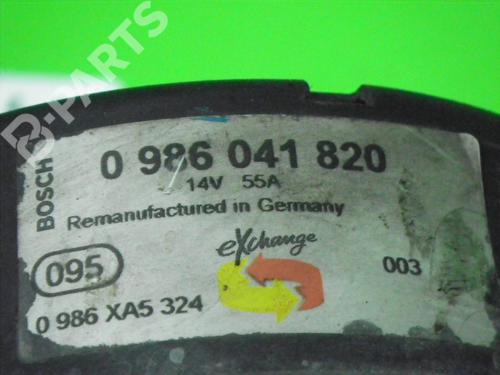 B-PARTS
BOSCH
0 986 041 820
14V 55A
Remanufactured in Germany
eXchange
095
003
0 986 XA5 324